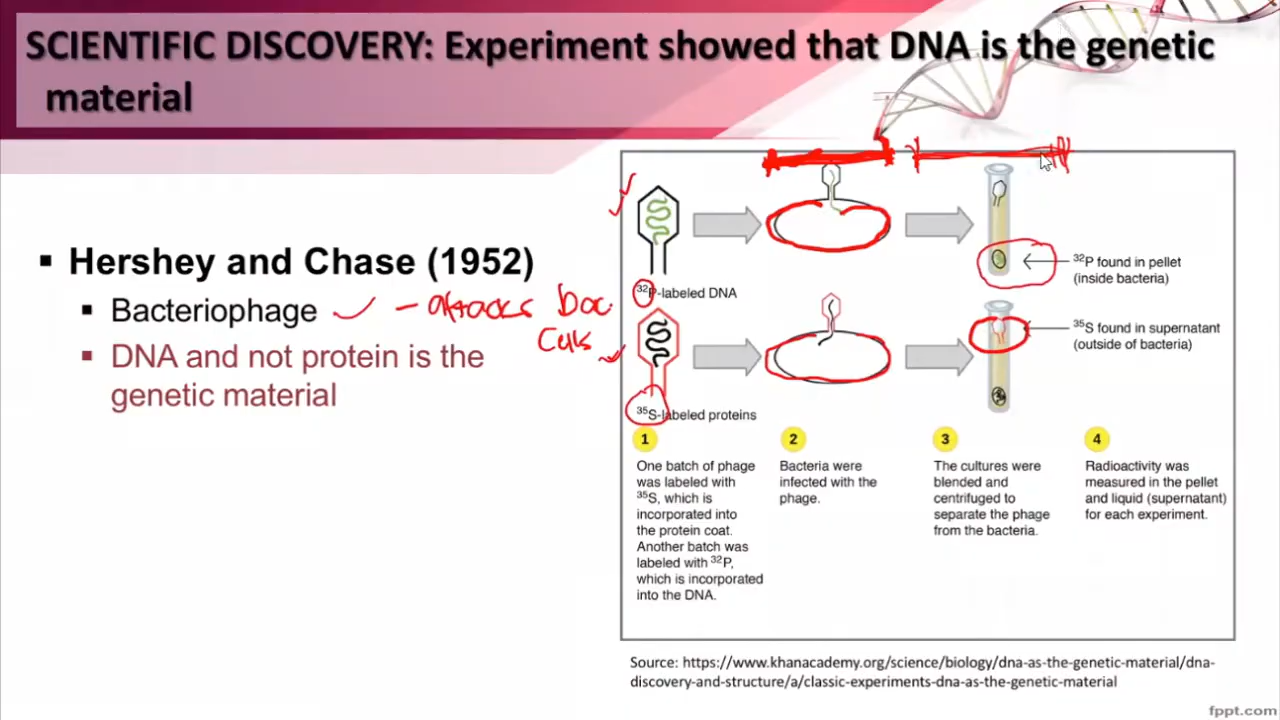 SCIENTIFIC DISCOVERY: Experiment showed that DNA is the genetic
material
▪ Hershey and Chase (1952)
▪ Bacteriophage - attacks bac.
cells
▪ DNA and not protein is the
genetic material
32P-labeled DNA
32P found in pellet
(inside bacteria)
35S found in supernatant
(outside of bacteria)
35S-labeled proteins
1
One batch of phage
was labeled with
35S, which is
incorporated into
the protein coat.
Another batch was
labeled with 32P,
which is incorporated
into the DNA.
2
Bacteria were
infected with the
phage.
3
The cultures were
blended and
centrifuged to
separate the phage
from the bacteria.
4
Radioactivity was
measured in the pellet
and liquid (supernatant)
for each experiment.
Source: https://www.khanacademy.org/science/biology/dna-as-the-genetic-material/dna-
discovery-and-structure/a/classic-experiments-dna-as-the-genetic-material
fppt.com